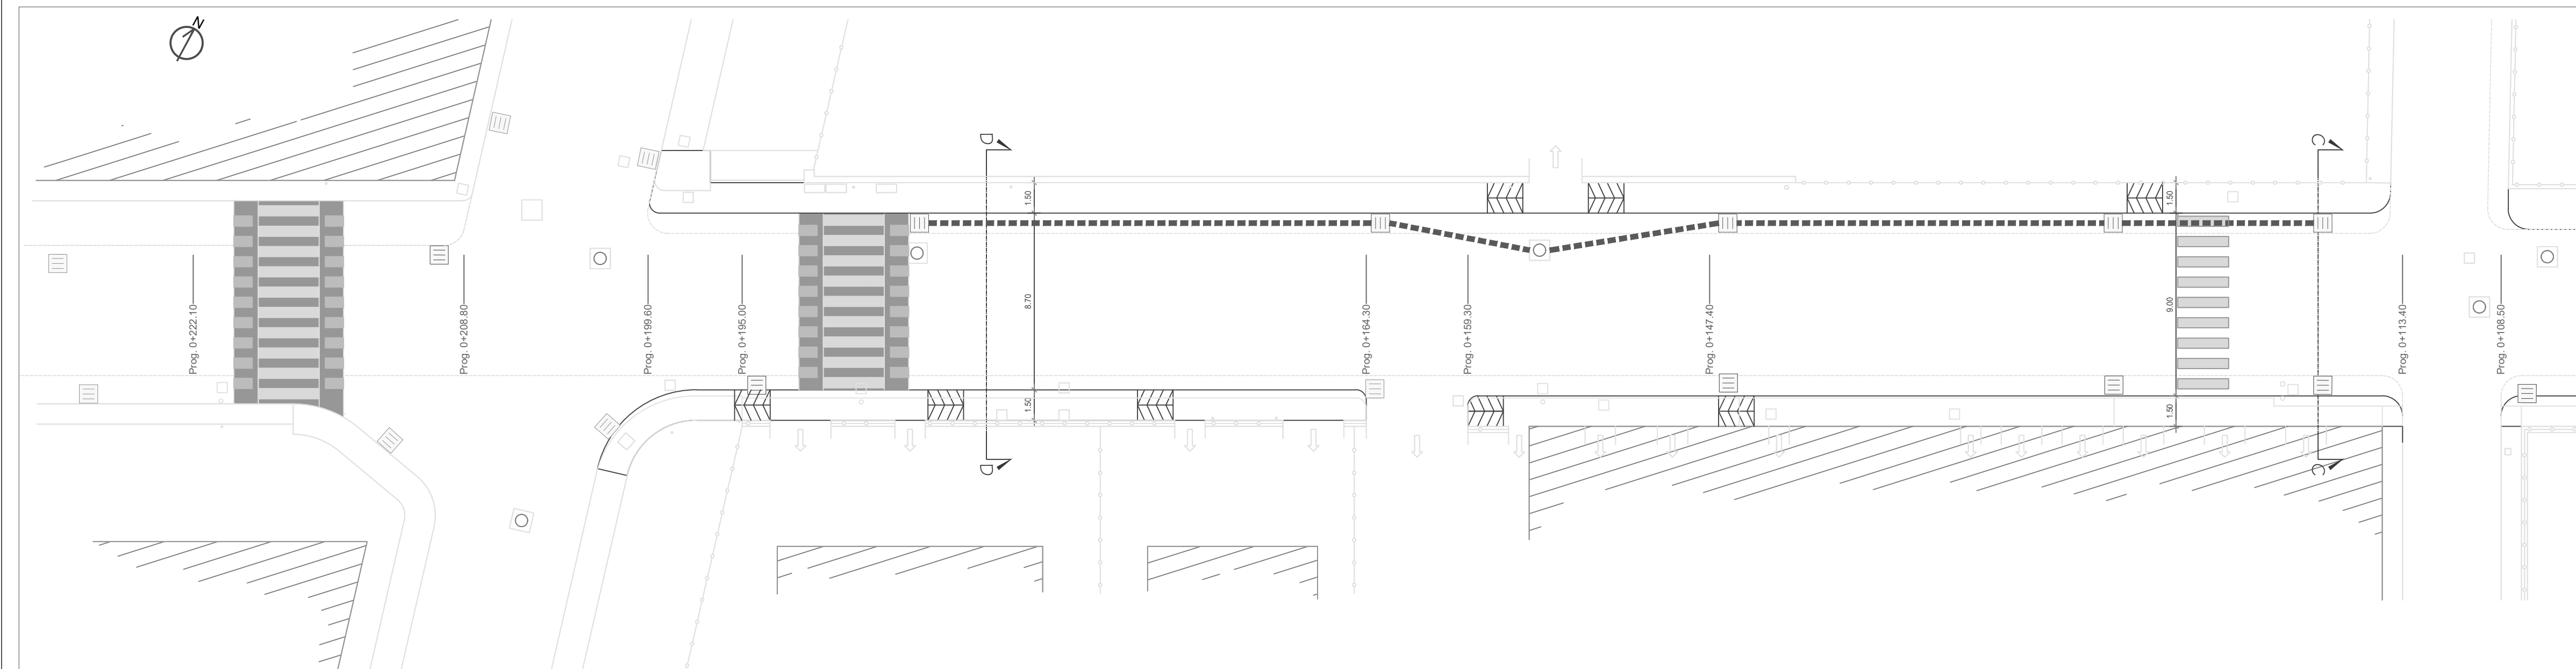 N
D
C
1.50
1.50
8.70
9.00
Prog. 0+222.10
Prog. 0+208.80
Prog. 0+199.60
Prog. 0+195.00
Prog. 0+164.30
Prog. 0+159.30
Prog. 0+147.40
Prog. 0+113.40
Prog. 0+108.50
1.50
1.50
D
C